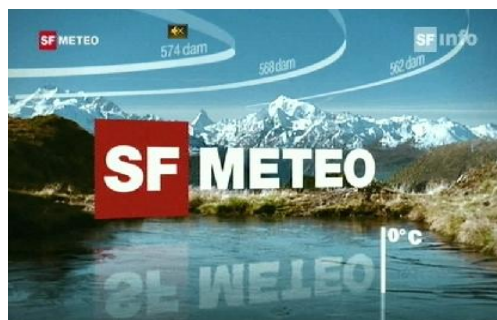 SF METEO
SF info
574 dam
568 dam
562 dam
SF METEO
0°C
SF METEO